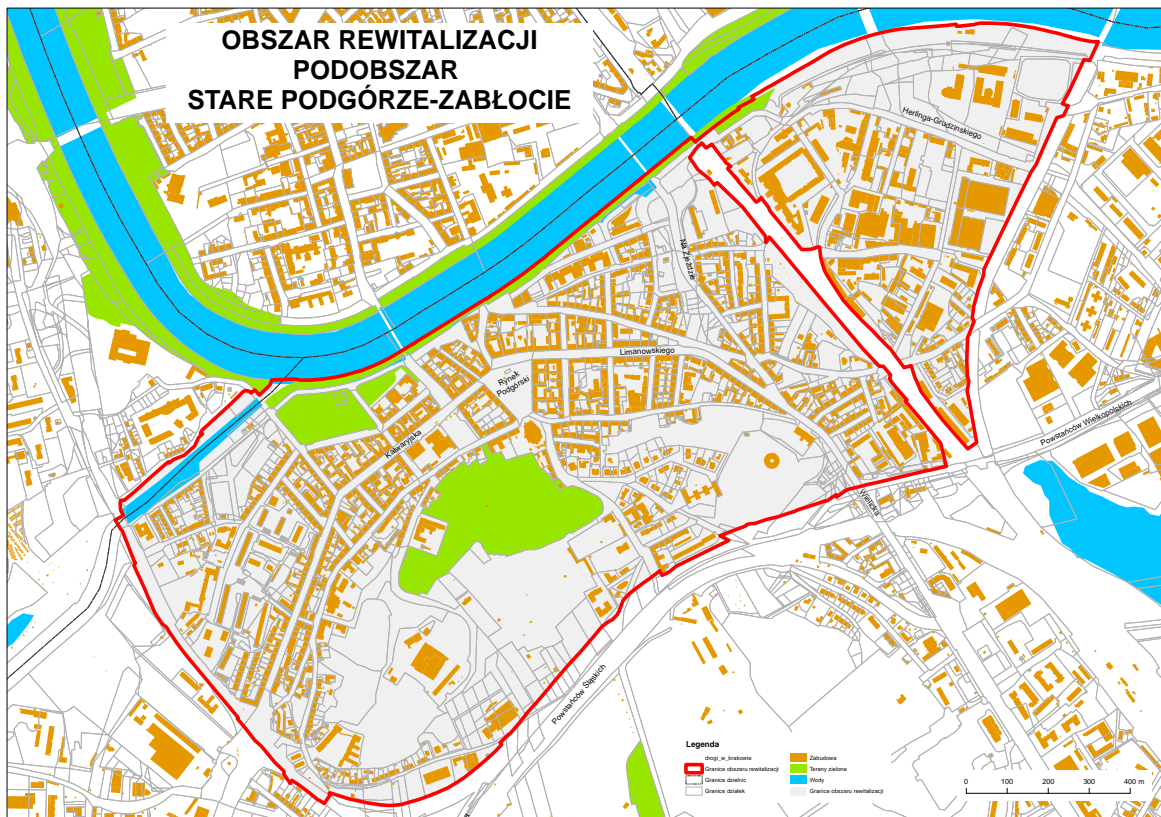 OBSZAR REWITALIZACJI
PODOBSZAR
STARE PODGÓRZE-ZABŁOCIE
Herlinga-Grudzinskiego
Na Zjeździe
Limanowskiego
Rynek
Podgórski
Kalwaryjska
Powstańców Wielkopolskich
Wielicka
Powstańców Śląskich
Legenda
drogi_w_krakowie
Granice obszaru rewitalizacji
Granice dzielnic
Granice działek
Zabudowa
Tereny zielone
Wody
Granice obszaru rewitalizacji
0 100 200 300 400 m